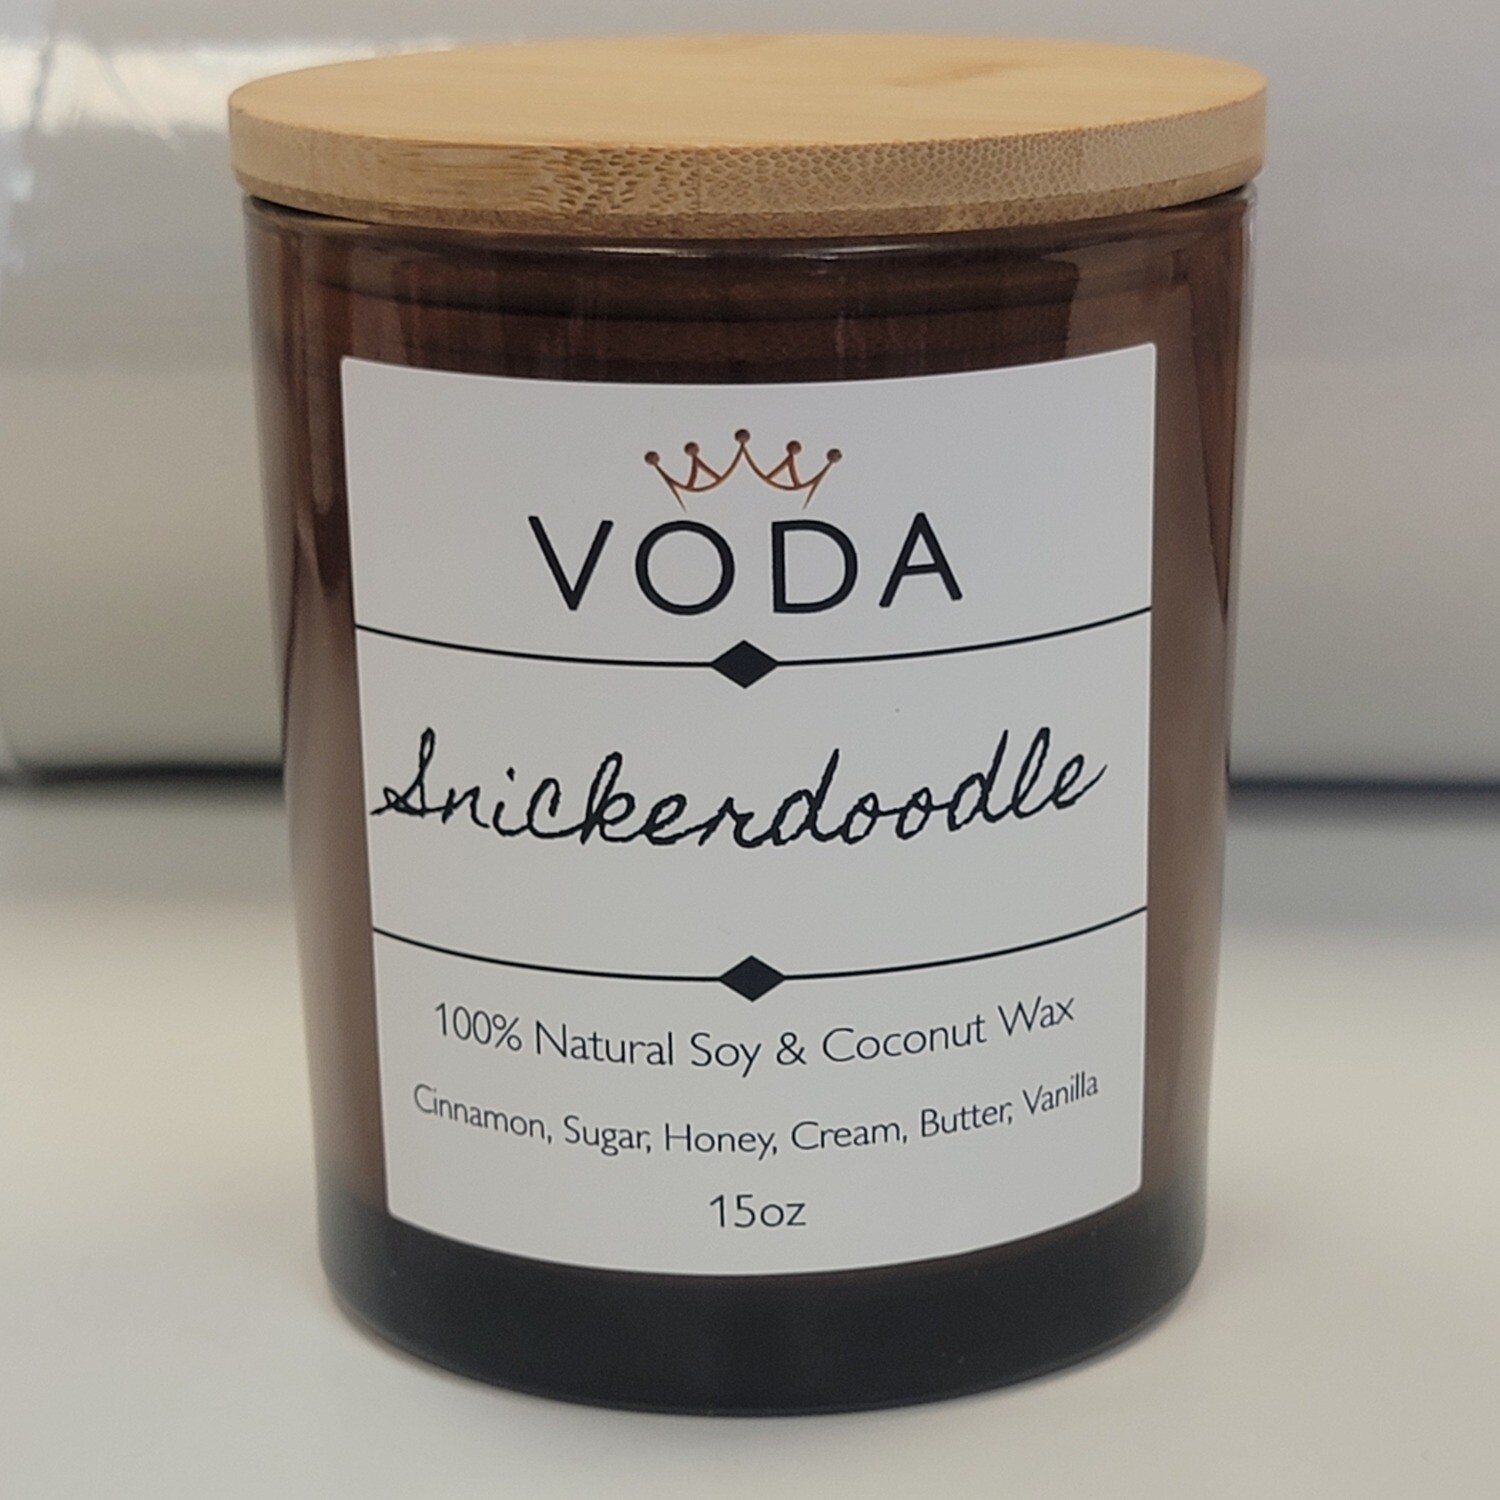 VODA
Snickerdoodle
100% Natural Soy & Coconut Wax
Cinnamon, Sugar, Honey, Cream, Butter, Vanilla
15oz